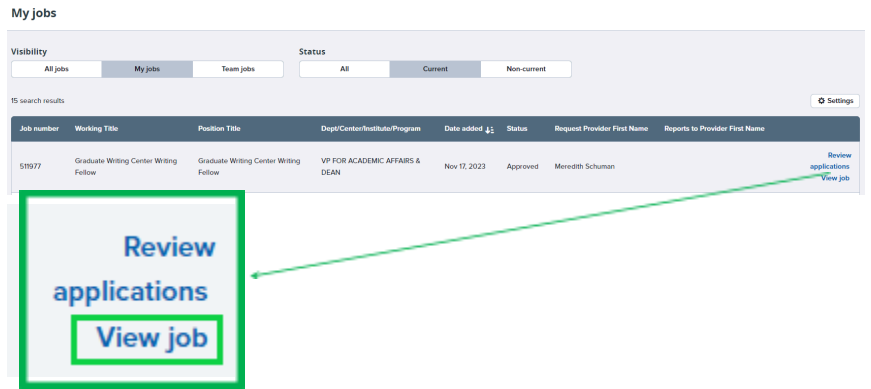 My jobs
Visibility Status
All jobs My jobs Team jobs All Current Non-current
15 search results Settings
Job number Working Title Position Title Dept/Center/Institute/Program Date added Status Request Provider First Name Reports to Provider First Name
511977 Graduate Writing Center Writing Fellow Graduate Writing Center Writing Fellow VP FOR ACADEMIC AFFAIRS & DEAN Nov 17, 2023 Approved Meredith Schuman Review applications View job
Review
applications
View job